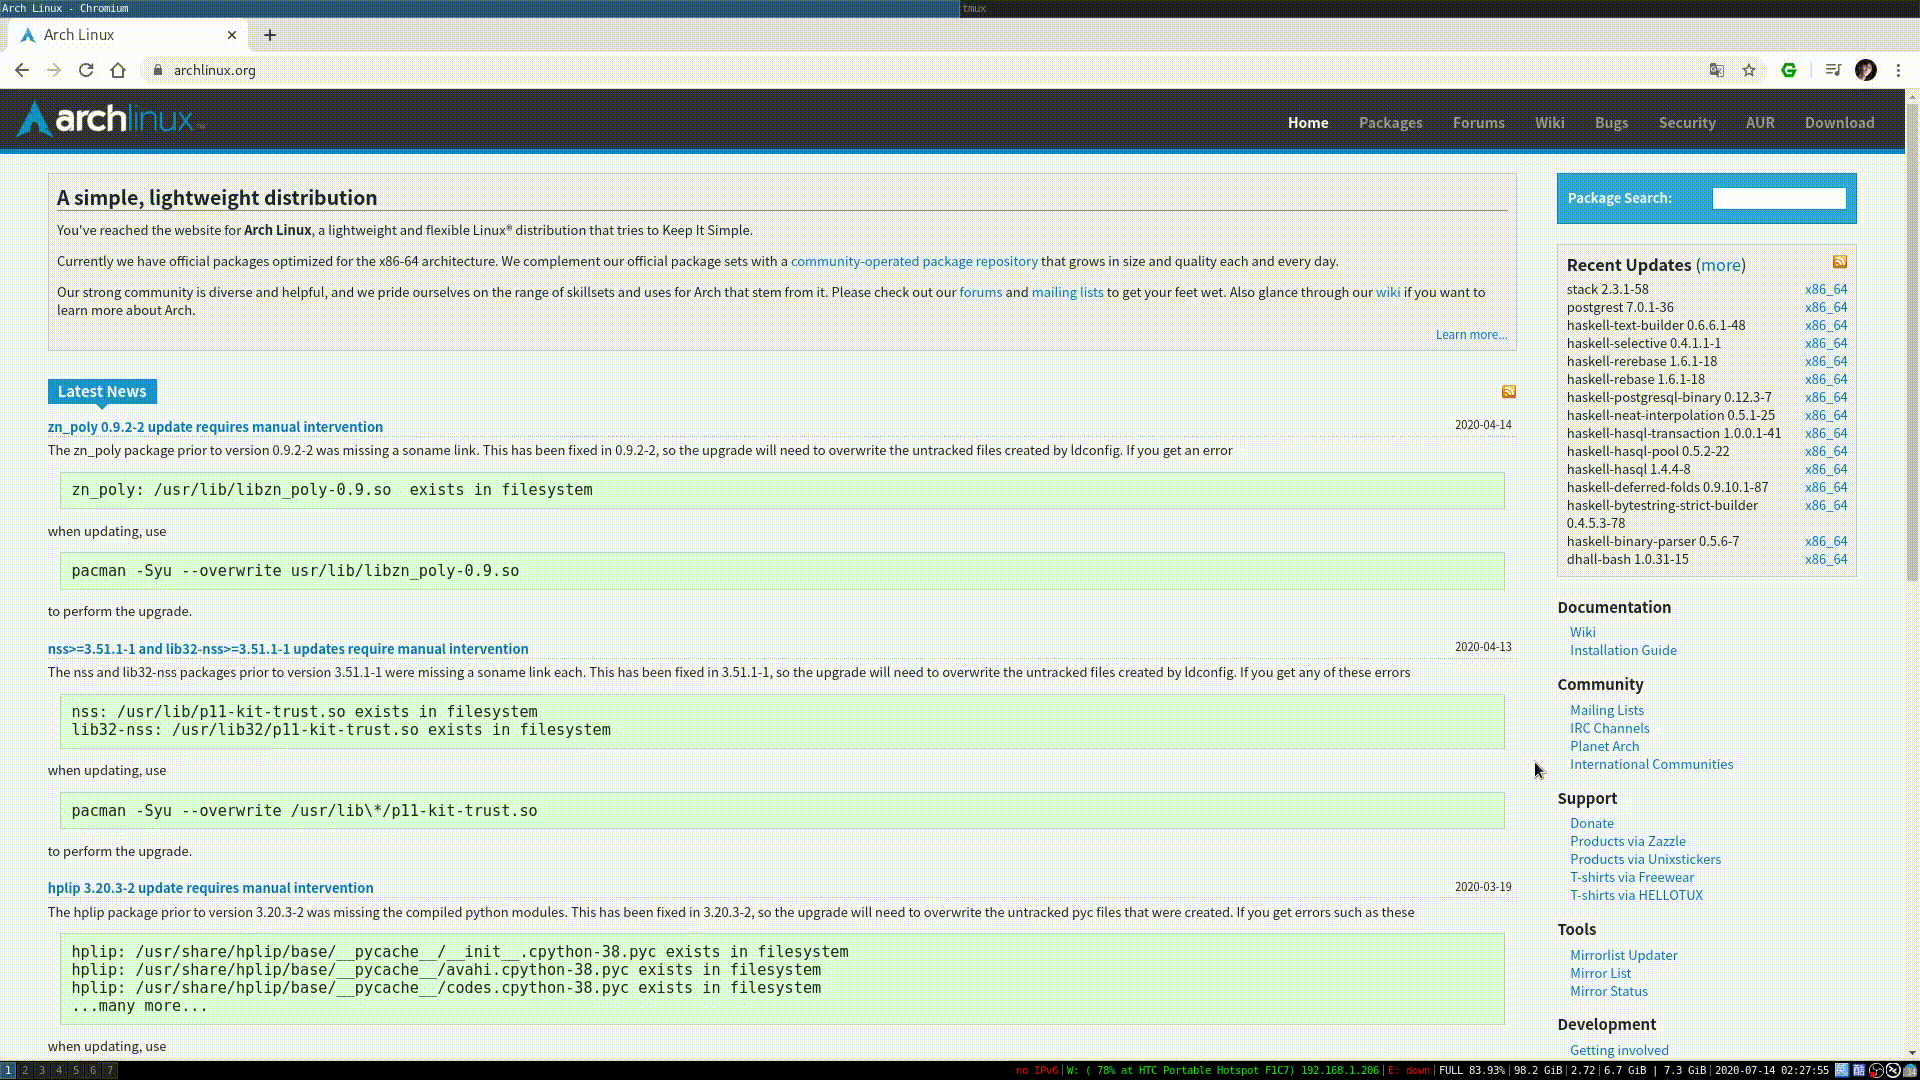 Arch Linux - Chromium
tmux
Arch Linux
archlinux.org
archlinux™
Home Packages Forums Wiki Bugs Security AUR Download
A simple, lightweight distribution
You've reached the website for Arch Linux, a lightweight and flexible Linux® distribution that tries to Keep It Simple.
Currently we have official packages optimized for the x86-64 architecture. We complement our official package sets with a community-operated package repository that grows in size and quality each and every day.
Our strong community is diverse and helpful, and we pride ourselves on the range of skillsets and uses for Arch that stem from it. Please check out our forums and mailing lists to get your feet wet. Also glance through our wiki if you want to
learn more about Arch.
Learn more...
Latest News
zn_poly 0.9.2-2 update requires manual intervention 2020-04-14
The zn_poly package prior to version 0.9.2-2 was missing a soname link. This has been fixed in 0.9.2-2, so the upgrade will need to overwrite the untracked files created by ldconfig. If you get an error
zn_poly: /usr/lib/libzn_poly-0.9.so  exists in filesystem
when updating, use
pacman -Syu --overwrite usr/lib/libzn_poly-0.9.so
to perform the upgrade.
nss>=3.51.1-1 and lib32-nss>=3.51.1-1 updates require manual intervention 2020-04-13
The nss and lib32-nss packages prior to version 3.51.1-1 were missing a soname link each. This has been fixed in 3.51.1-1, so the upgrade will need to overwrite the untracked files created by ldconfig. If you get any of these errors
nss: /usr/lib/p11-kit-trust.so exists in filesystem
lib32-nss: /usr/lib32/p11-kit-trust.so exists in filesystem
when updating, use
pacman -Syu --overwrite /usr/lib\*/p11-kit-trust.so
to perform the upgrade.
hplip 3.20.3-2 update requires manual intervention 2020-03-19
The hplip package prior to version 3.20.3-2 was missing the compiled python modules. This has been fixed in 3.20.3-2, so the upgrade will need to overwrite the untracked pyc files that were created. If you get errors such as these
hplip: /usr/share/hplip/base/__pycache__/__init__.cpython-38.pyc exists in filesystem
hplip: /usr/share/hplip/base/__pycache__/avahi.cpython-38.pyc exists in filesystem
hplip: /usr/share/hplip/base/__pycache__/codes.cpython-38.pyc exists in filesystem
...many more...
when updating, use
Package Search:
Recent Updates (more)
stack 2.3.1-58 x86_64
postgrest 7.0.1-36 x86_64
haskell-text-builder 0.6.6.1-48 x86_64
haskell-selective 0.4.1.1-1 x86_64
haskell-rerebase 1.6.1-18 x86_64
haskell-rebase 1.6.1-18 x86_64
haskell-postgresql-binary 0.12.3-7 x86_64
haskell-neat-interpolation 0.5.1-25 x86_64
haskell-hasql-transaction 1.0.0.1-41 x86_64
haskell-hasql-pool 0.5.2-22 x86_64
haskell-hasql 1.4.4-8 x86_64
haskell-deferred-folds 0.9.10.1-87 x86_64
haskell-bytestring-strict-builder x86_64
0.4.5.3-78
haskell-binary-parser 0.5.6-7 x86_64
dhall-bash 1.0.31-15 x86_64
Documentation
Wiki
Installation Guide
Community
Mailing Lists
IRC Channels
Planet Arch
International Communities
Support
Donate
Products via Zazzle
Products via Unixstickers
T-shirts via Freewear
T-shirts via HELLOTUX
Tools
Mirrorlist Updater
Mirror List
Mirror Status
Development
Getting involved
1 2 3 4 5 6 7
no IPv6|W: ( 78% at HTC Portable Hotspot F1C7) 192.168.1.206|E: down|FULL 83.93%|98.2 GiB|2.72|6.7 GiB | 7.3 GiB|2020-07-14 02:27:55